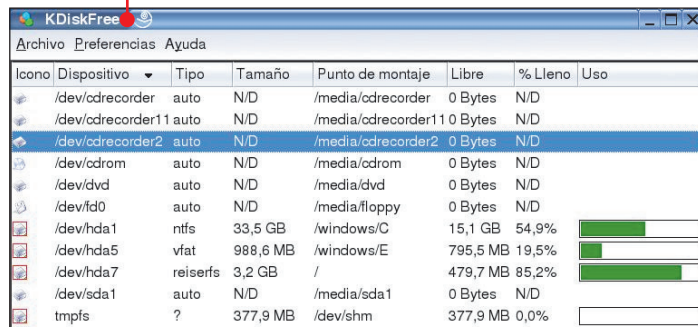 KDiskFree
Archivo Preferencias Ayuda
Icono Dispositivo Tipo Tamaño Punto de montaje Libre % Lleno Uso
/dev/cdrecorder auto N/D /media/cdrecorder 0 Bytes N/D
/dev/cdrecorder11 auto N/D /media/cdrecorder11 0 Bytes N/D
/dev/cdrecorder2 auto N/D /media/cdrecorder2 0 Bytes N/D
/dev/cdrom auto N/D /media/cdrom 0 Bytes N/D
/dev/dvd auto N/D /media/dvd 0 Bytes N/D
/dev/fd0 auto N/D /media/floppy 0 Bytes N/D
/dev/hda1 ntfs 33,5 GB /windows/C 15,1 GB 54,9%
/dev/hda5 vfat 988,6 MB /windows/E 795,5 MB 19,5%
/dev/hda7 reiserfs 3,2 GB / 479,7 MB 85,2%
/dev/sda1 auto N/D /media/sda1 0 Bytes N/D
tmpfs ? 377,9 MB /dev/shm 377,9 MB 0,0%